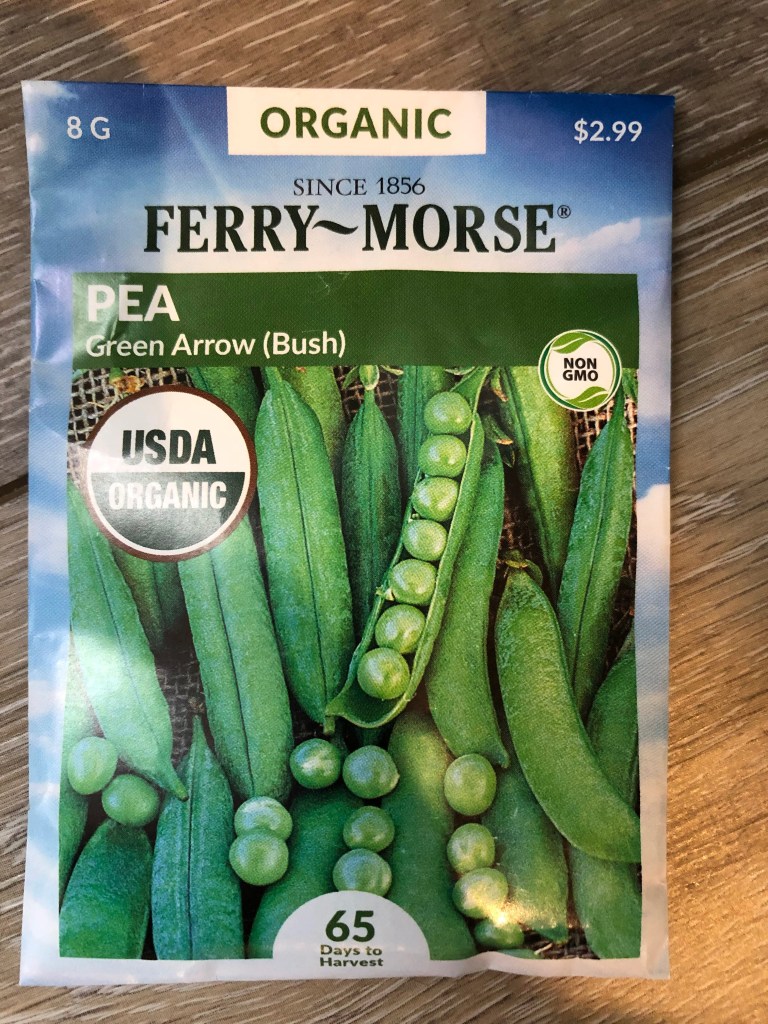 8 G
ORGANIC
$2.99
SINCE 1856
FERRY~MORSE®
PEA
Green Arrow (Bush)
NON
GMO
USDA
ORGANIC
65
Days to
Harvest